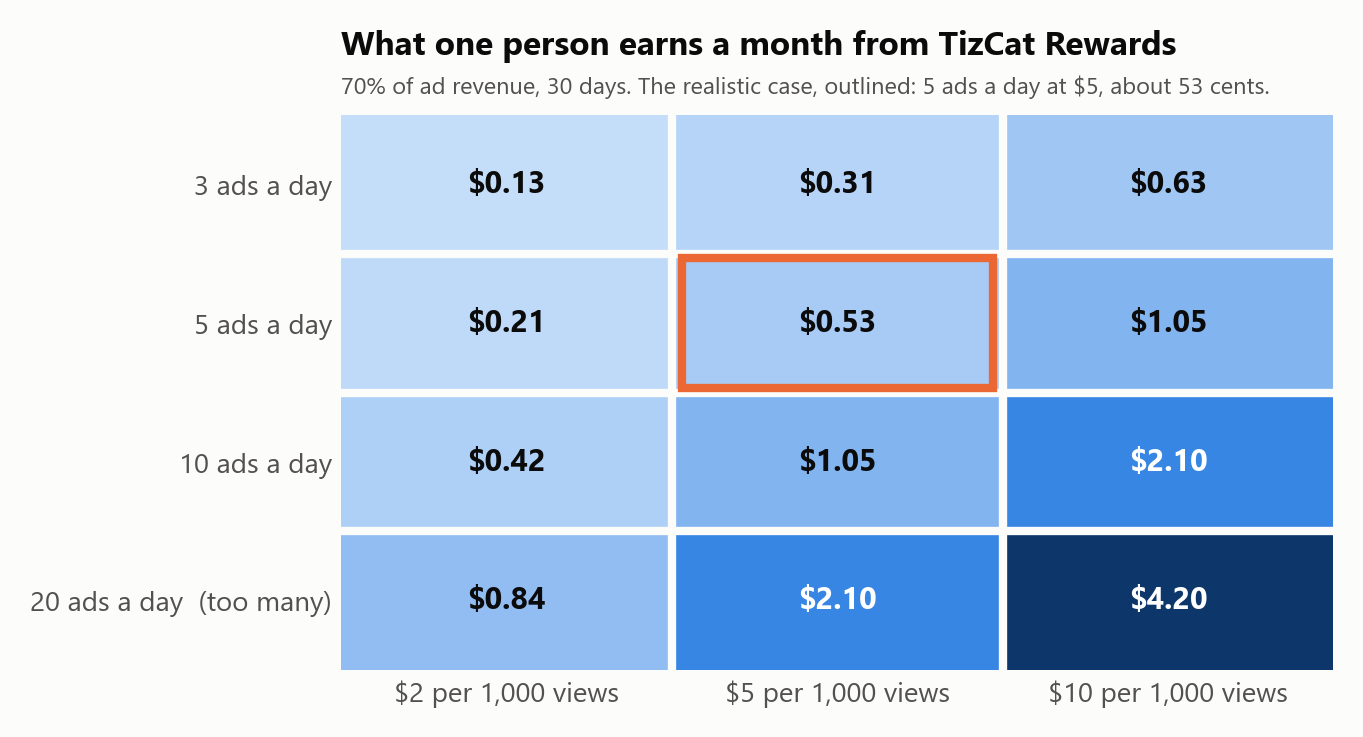 What one person earns a month from TizCat Rewards
70% of ad revenue, 30 days. The realistic case, outlined: 5 ads a day at $5, about 53 cents.
3 ads a day $0.13 $0.31 $0.63
5 ads a day $0.21 $0.53 $1.05
10 ads a day $0.42 $1.05 $2.10
20 ads a day (too many) $0.84 $2.10 $4.20
$2 per 1,000 views $5 per 1,000 views $10 per 1,000 views